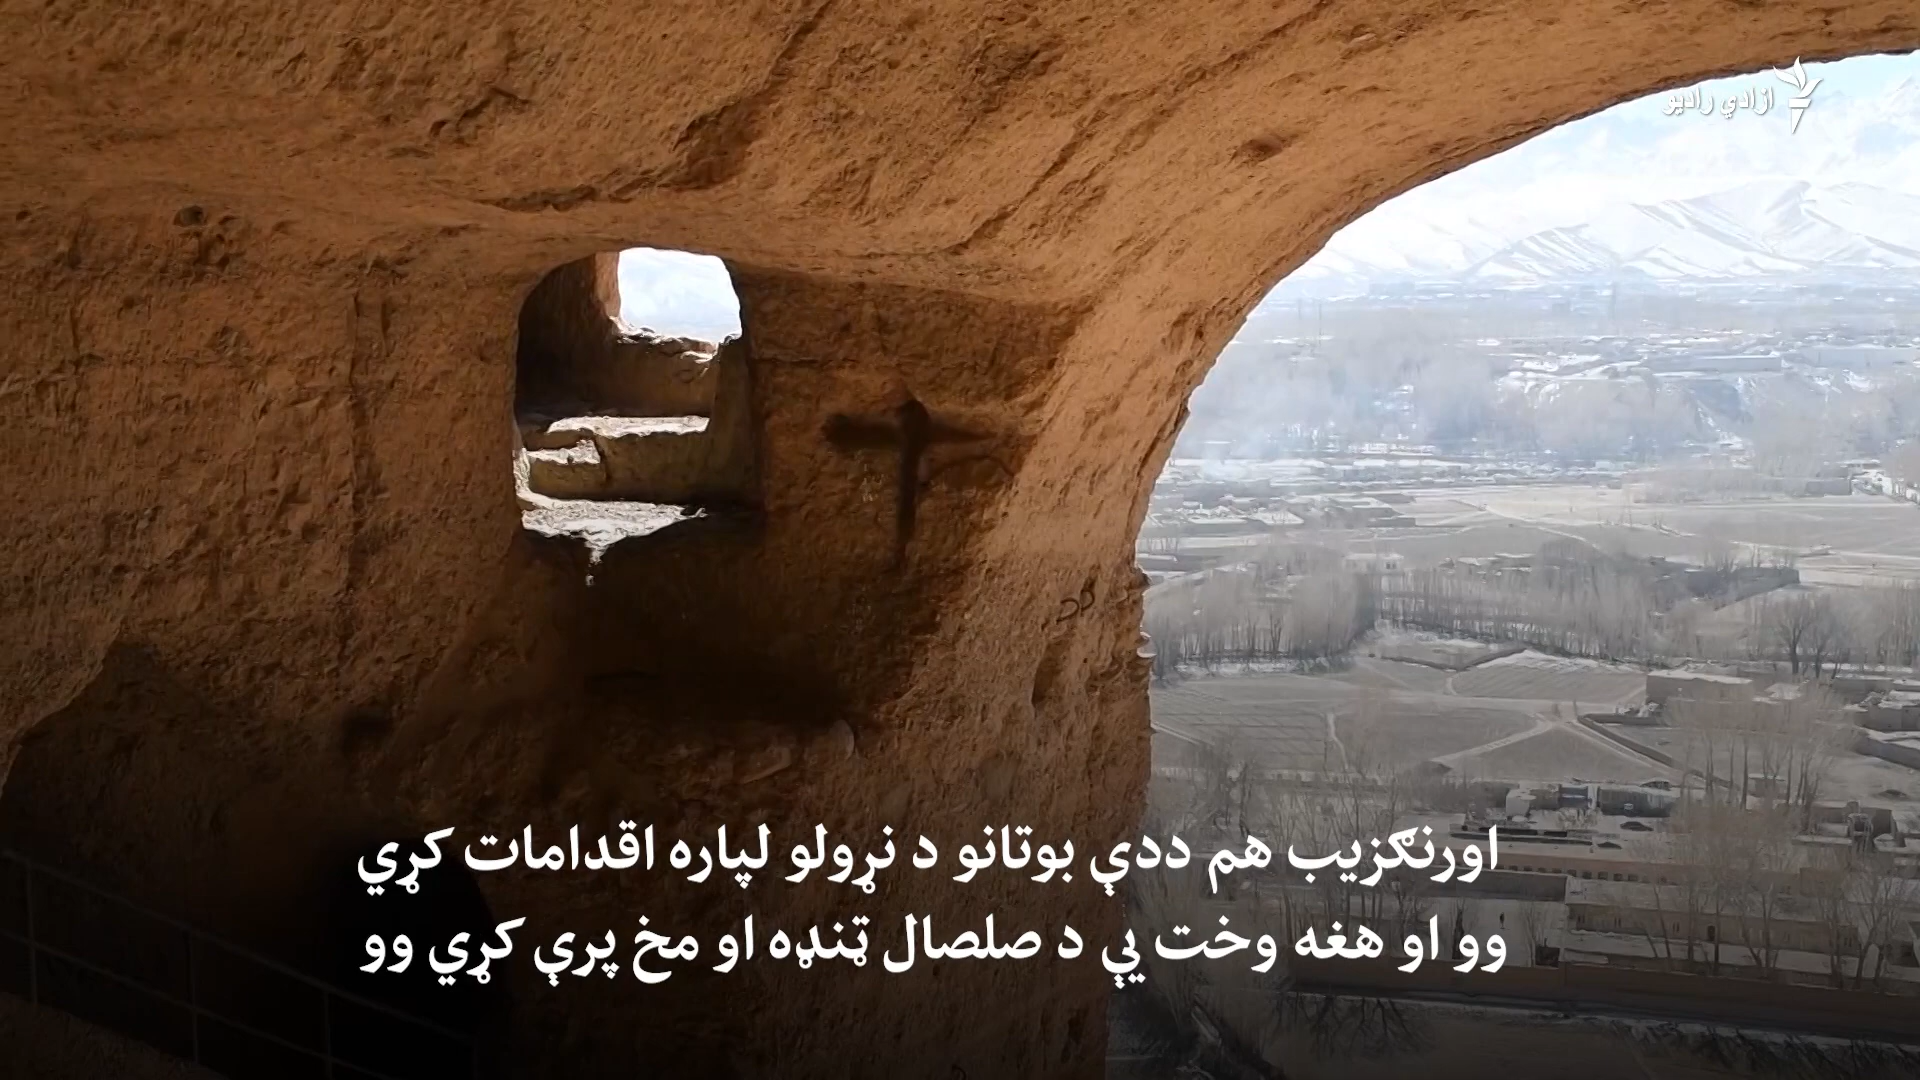 ازادي راديو
اورنګزیب هم ددې بوتانو د نړولو لپاره اقدامات کړي
وو او هغه وخت یې د صلصال ټنډه او مخ پرې کړي وو